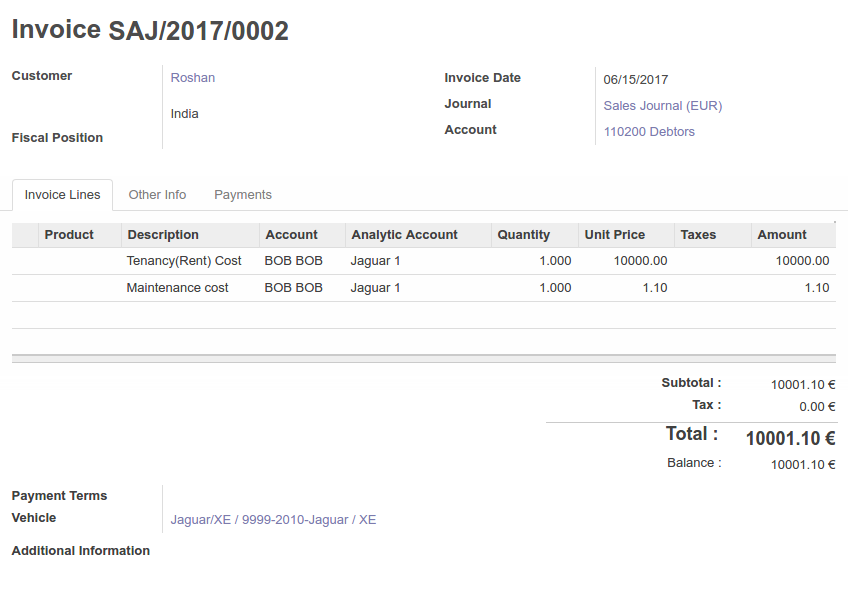 Invoice SAJ/2017/0002
Customer Roshan Invoice Date 06/15/2017
Journal Sales Journal (EUR)
India
Account 110200 Debtors
Fiscal Position
Invoice Lines Other Info Payments
Product Description Account Analytic Account Quantity Unit Price Taxes Amount
Tenancy(Rent) Cost BOB BOB Jaguar 1 1.000 10000.00 10000.00
Maintenance cost BOB BOB Jaguar 1 1.000 1.10 1.10
Subtotal : 10001.10 €
Tax : 0.00 €
Total : 10001.10 €
Balance : 10001.10 €
Payment Terms
Vehicle Jaguar/XE / 9999-2010-Jaguar / XE
Additional Information